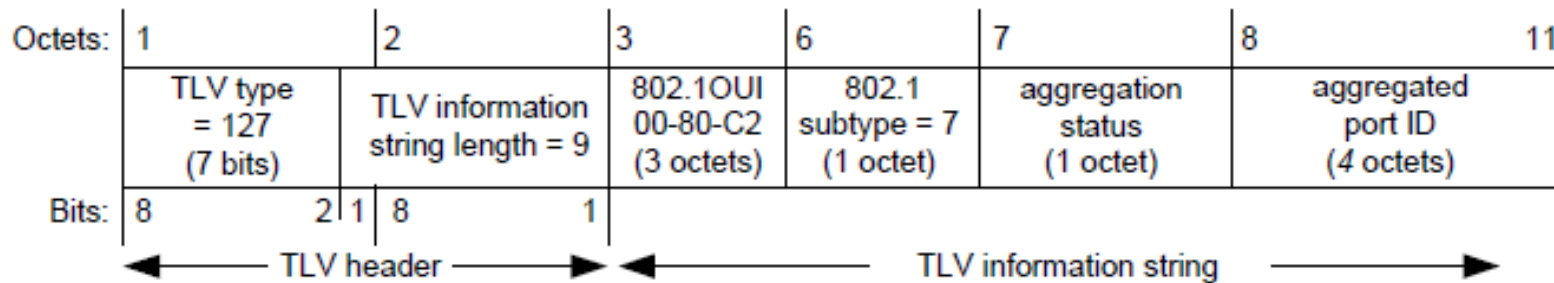 Octets: 1 2 3 6 7 8 11
TLV type = 127 (7 bits)
TLV information string length = 9
802.1OUI 00-80-C2 (3 octets)
802.1 subtype = 7 (1 octet)
aggregation status (1 octet)
aggregated port ID (4 octets)
Bits: 8 2 1 8 1
TLV header TLV information string